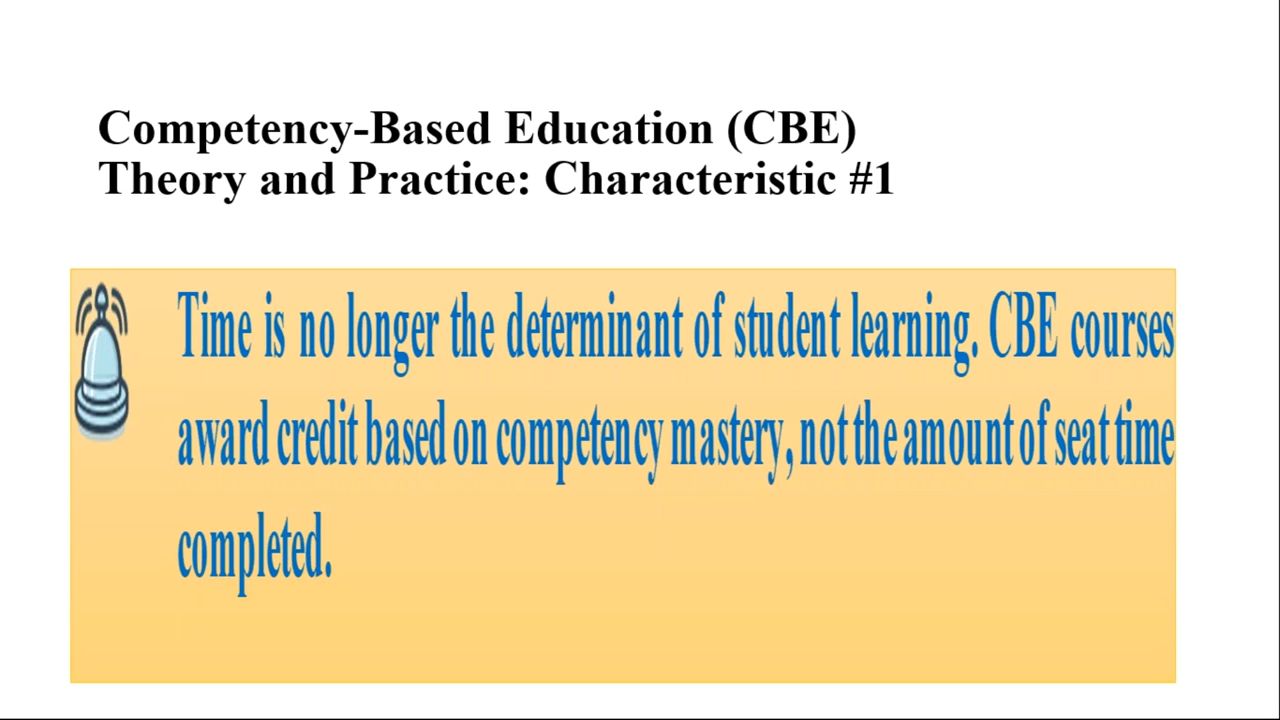 Competency-Based Education (CBE)
Theory and Practice: Characteristic #1
Time is no longer the determinant of student learning. CBE courses
award credit based on competency mastery, not the amount of seat time
completed.